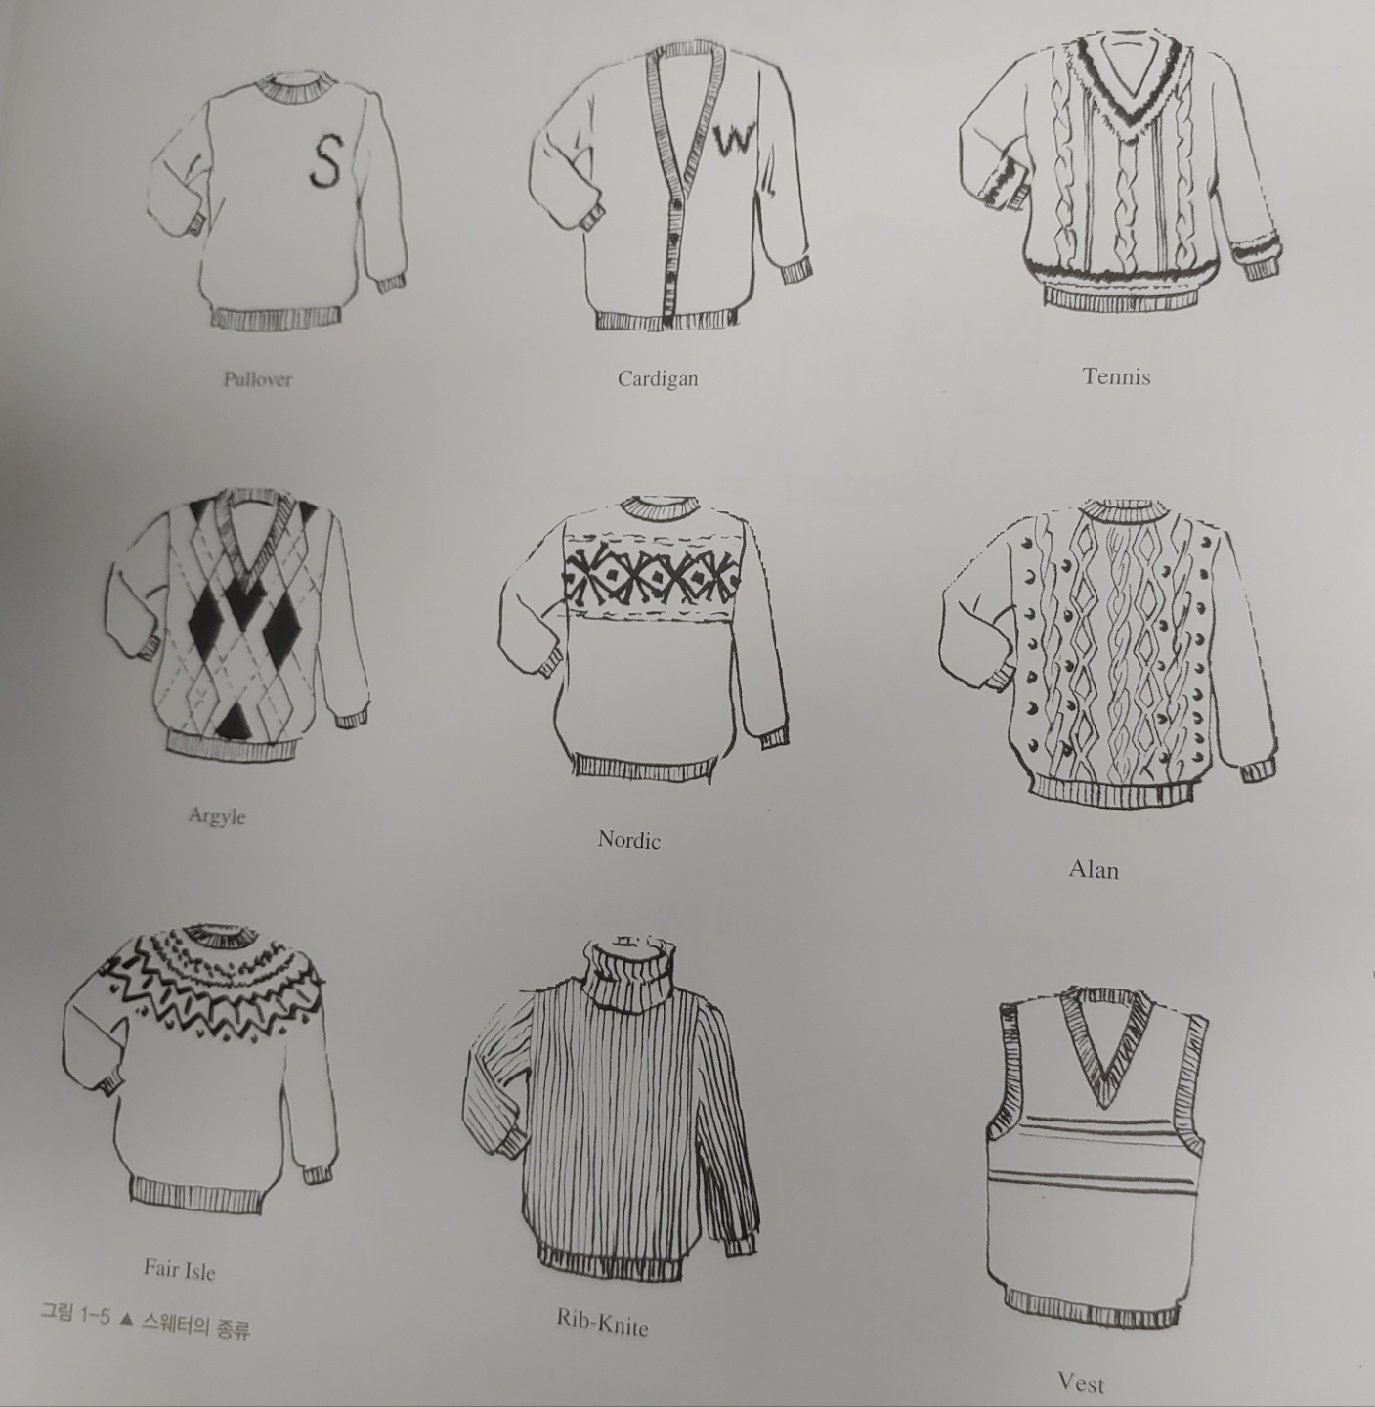 S
W
Pullover
Cardigan
Tennis
Argyle
Nordic
Alan
Fair Isle
Rib-Knite
Vest
그림 1-5 ▲ 스웨터의 종류